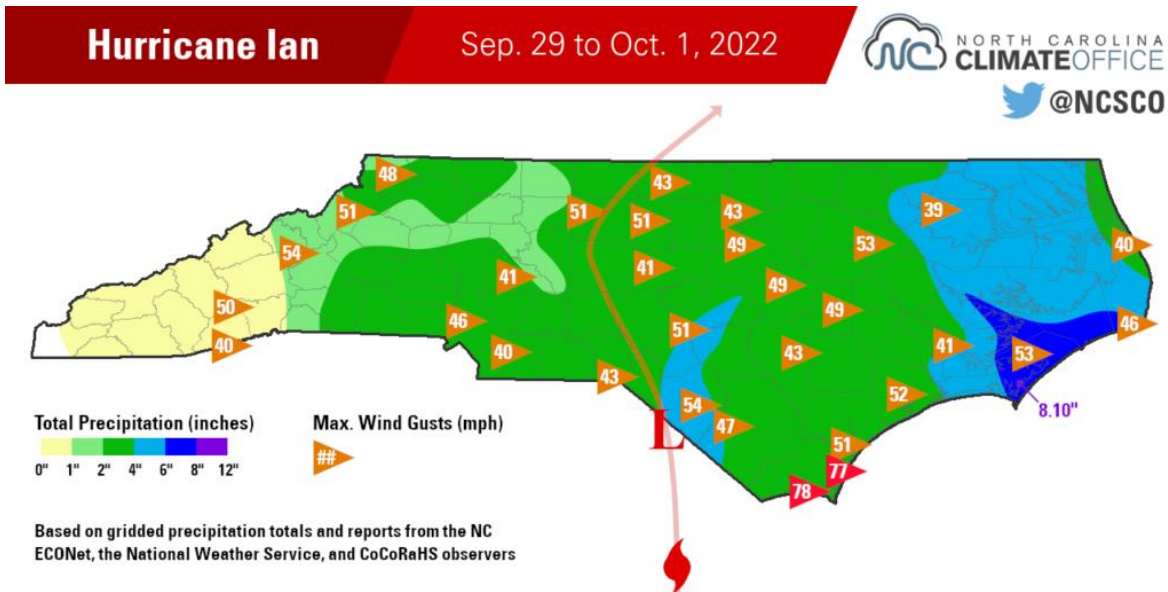 Hurricane Ian
Sep. 29 to Oct. 1, 2022
NC
NORTH CAROLINA
CLIMATEOFFICE
@NCSCO
48
43
51
51
51
43
39
54
49
53
40
41
41
50
49
49
46
51
46
40
40
43
41
53
43
54
52
8.10"
47
L
51
77
78
Total Precipitation (inches)
0" 1" 2" 4" 6" 8" 12"
Max. Wind Gusts (mph)
##
Based on gridded precipitation totals and reports from the NC
ECONet, the National Weather Service, and CoCoRaHS observers